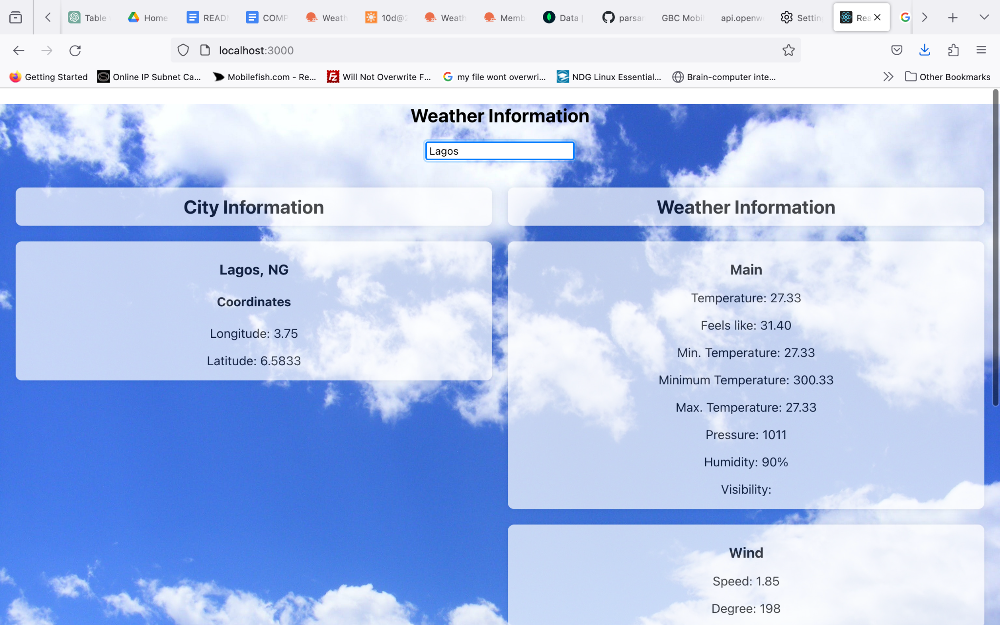 Table
Home
READ
COMP
Weath
10d@2
Weath
Memb
Data |
parsar
GBC Mobil
api.openwe
Settin
Rea
localhost:3000
Getting Started
Online IP Subnet Ca...
Mobilefish.com - Re...
Will Not Overwrite F...
my file wont overwri...
NDG Linux Essential...
Brain-computer inte...
Other Bookmarks
Weather Information
Lagos
City Information
Lagos, NG
Coordinates
Longitude: 3.75
Latitude: 6.5833
Weather Information
Main
Temperature: 27.33
Feels like: 31.40
Min. Temperature: 27.33
Minimum Temperature: 300.33
Max. Temperature: 27.33
Pressure: 1011
Humidity: 90%
Visibility:
Wind
Speed: 1.85
Degree: 198